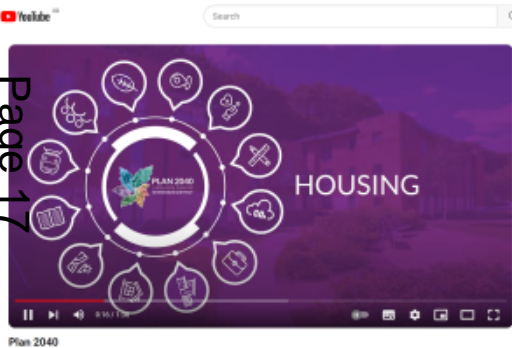 YouTube
Search
Page 17
PLAN 2040
HOUSING
Plan 2040